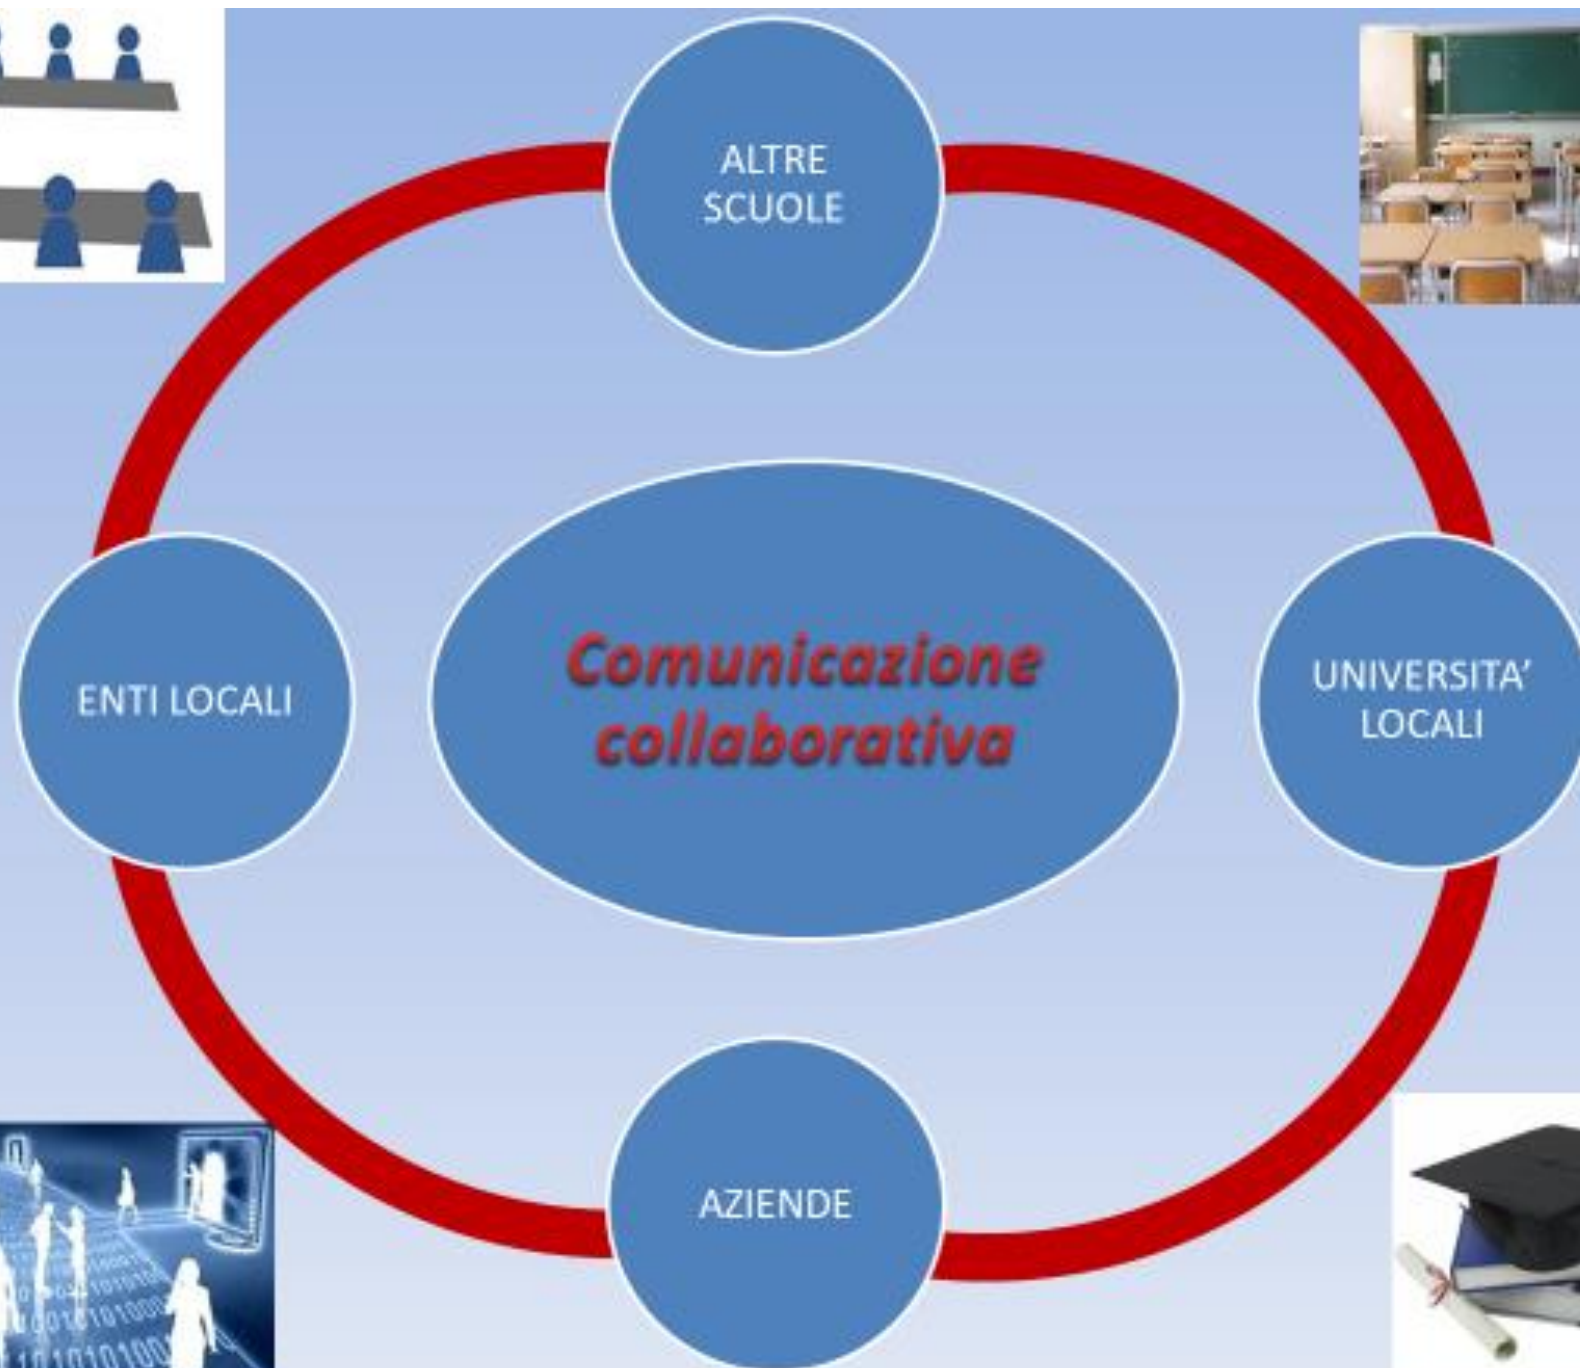 ALTRE
SCUOLE
ENTI LOCALI
Comunicazione
collaborativa
UNIVERSITA’
LOCALI
AZIENDE